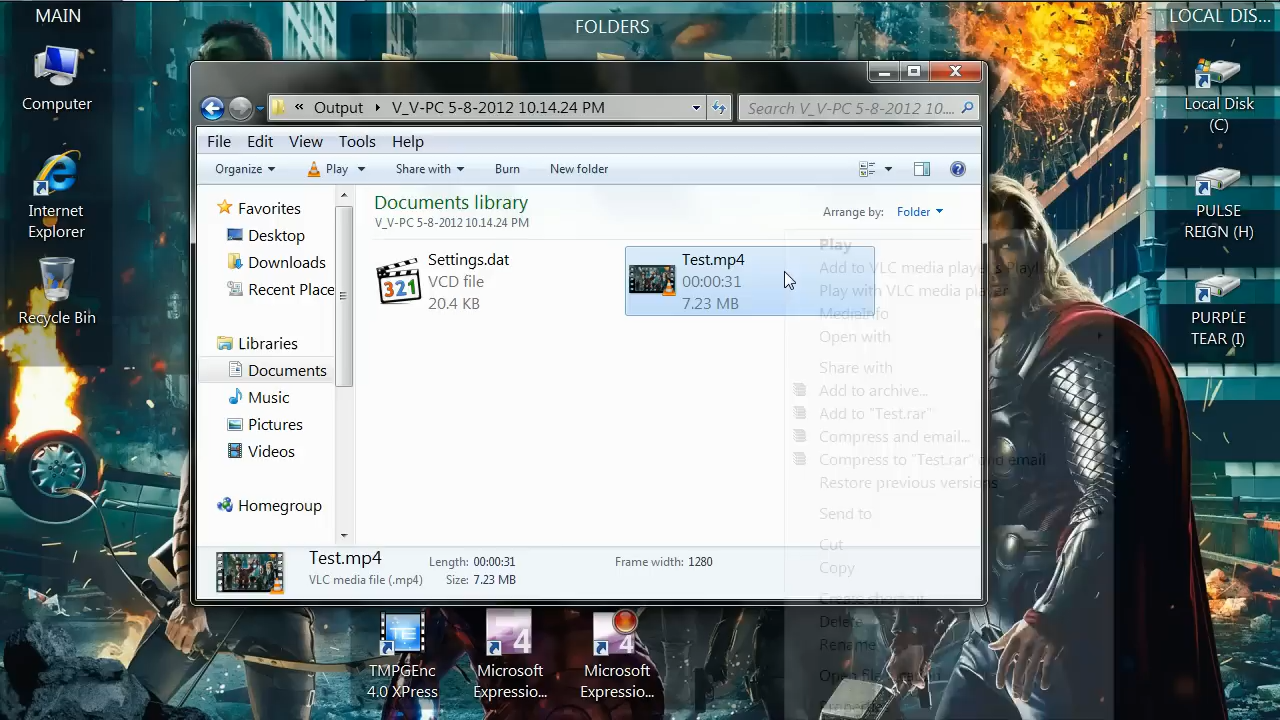 MAIN
FOLDERS
LOCAL DIS...
Computer
Internet
Explorer
Recycle Bin
Output
V_V-PC 5-8-2012 10.14.24 PM
Search V_V-PC 5-8-2012 10....
File Edit View Tools Help
Organize Play Share with Burn New folder
Favorites
Desktop
Downloads
Recent Place
Libraries
Documents
Music
Pictures
Videos
Homegroup
Documents library
V_V-PC 5-8-2012 10.14.24 PM
Arrange by: Folder
Settings.dat
VCD file
20.4 KB
321
Test.mp4
00:00:31
7.23 MB
Play
Add to VLC media player's Playlist
Play with VLC media player
MediaInfo
Open with
Share with
Add to archive...
Add to "Test.rar"
Compress and email...
Compress to "Test.rar" and email
Restore previous versions
Send to
Cut
Copy
Create shortcut
Delete
Rename
Open file location
Properties
Test.mp4
VLC media file (.mp4)
Length: 00:00:31
Size: 7.23 MB
Frame width: 1280
TE
TMPGEnc
4.0 XPress
4
Microsoft
Expressio...
4
Microsoft
Expressio...
Local Disk
(C)
PULSE
REIGN (H)
PURPLE
TEAR (I)